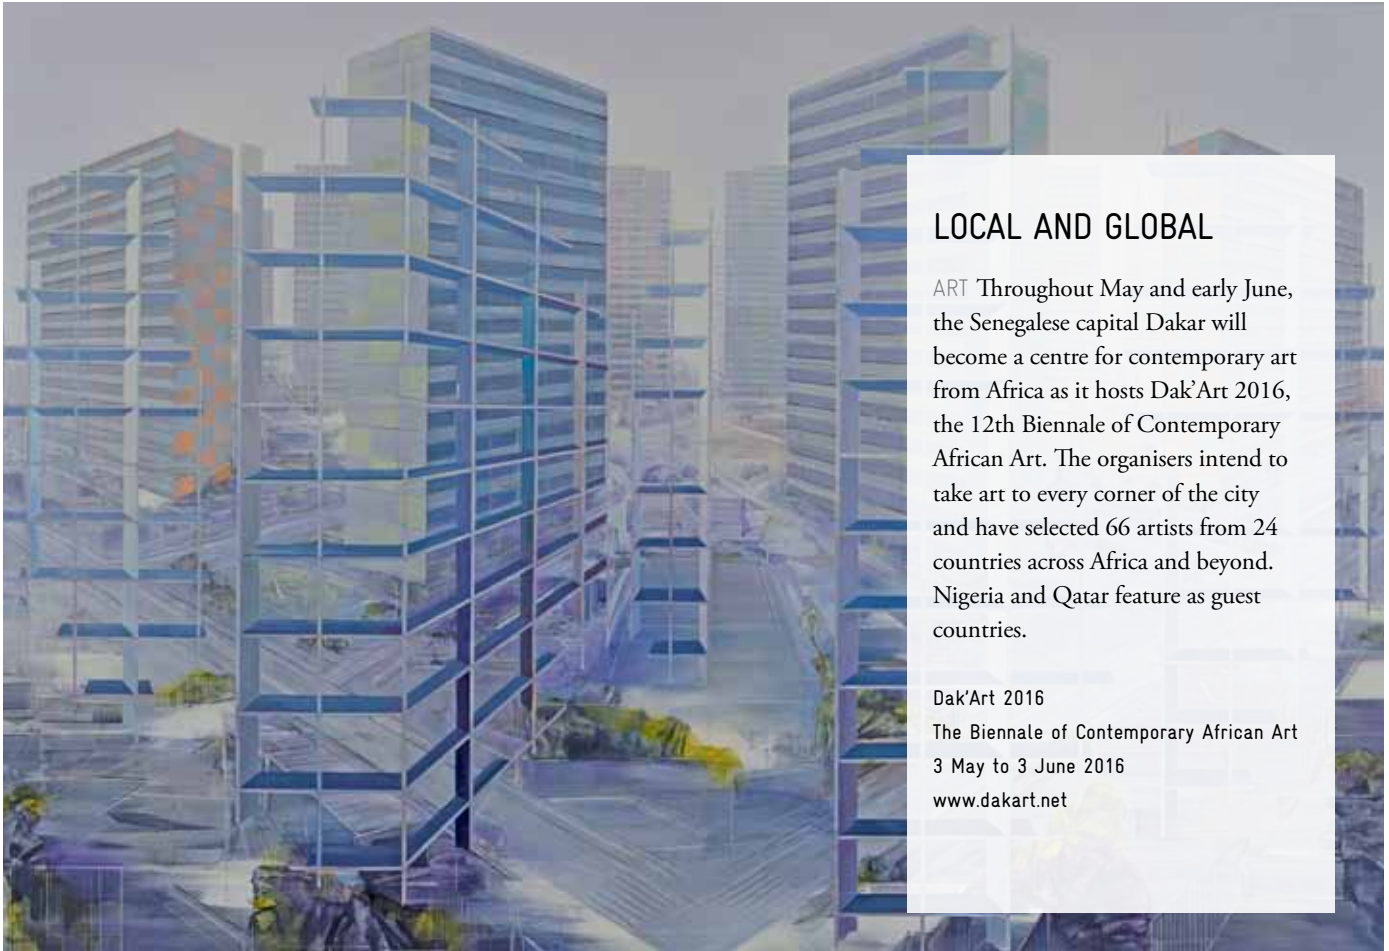 LOCAL AND GLOBAL
ART Throughout May and early June,
the Senegalese capital Dakar will
become a centre for contemporary art
from Africa as it hosts Dak’Art 2016,
the 12th Biennale of Contemporary
African Art. The organisers intend to
take art to every corner of the city
and have selected 66 artists from 24
countries across Africa and beyond.
Nigeria and Qatar feature as guest
countries.
Dak’Art 2016
The Biennale of Contemporary African Art
3 May to 3 June 2016
www.dakart.net